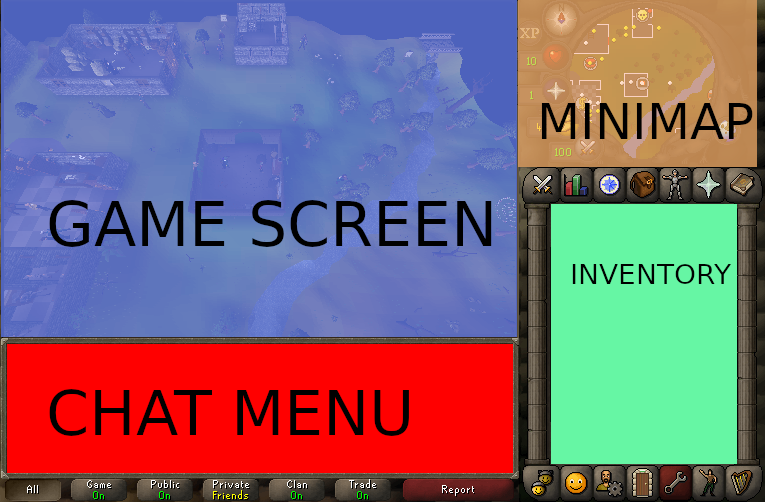 XP
10
1
100
MINIMAP
GAME SCREEN
INVENTORY
CHAT MENU
All
Game
On
Public
On
Private
Friends
Clan
On
Trade
On
Report